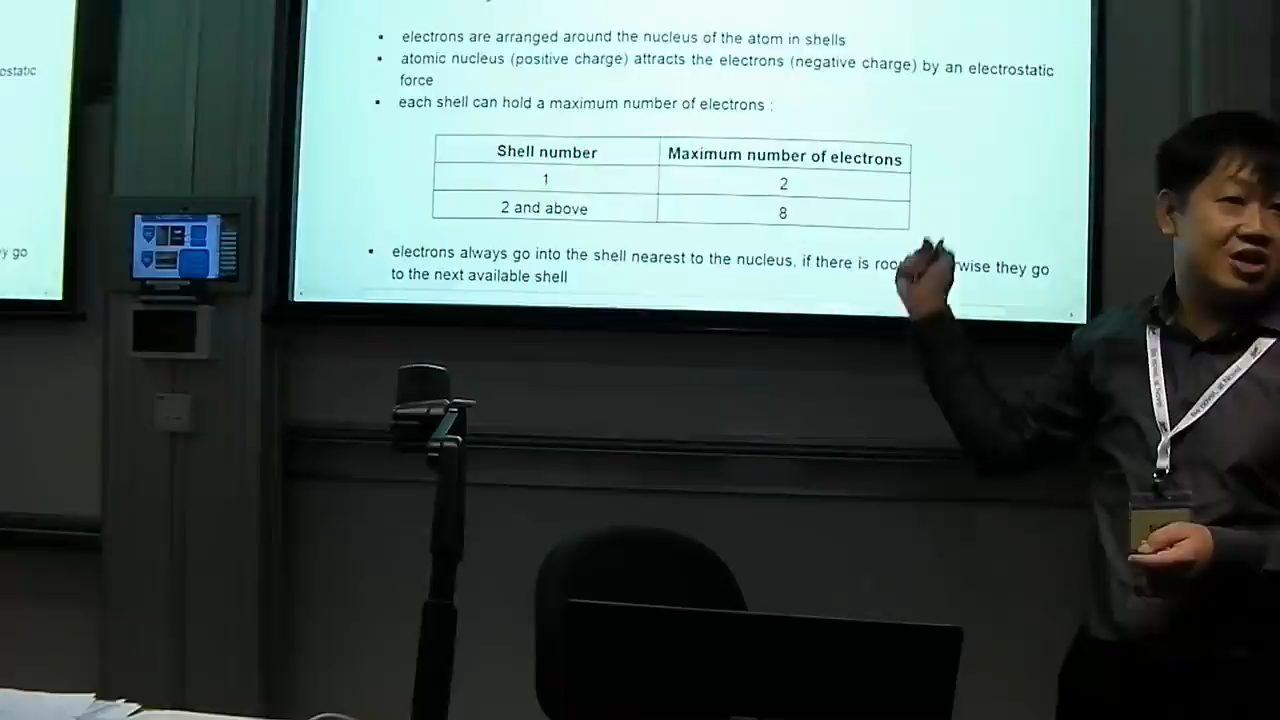 ostatic
y go
electrons are arranged around the nucleus of the atom in shells
atomic nucleus (positive charge) attracts the electrons (negative charge) by an electrostatic
force
each shell can hold a maximum number of electrons :
Shell number Maximum number of electrons
1 2
2 and above 8
electrons always go into the shell nearest to the nucleus, if there is roo wise they go
to the next available shell